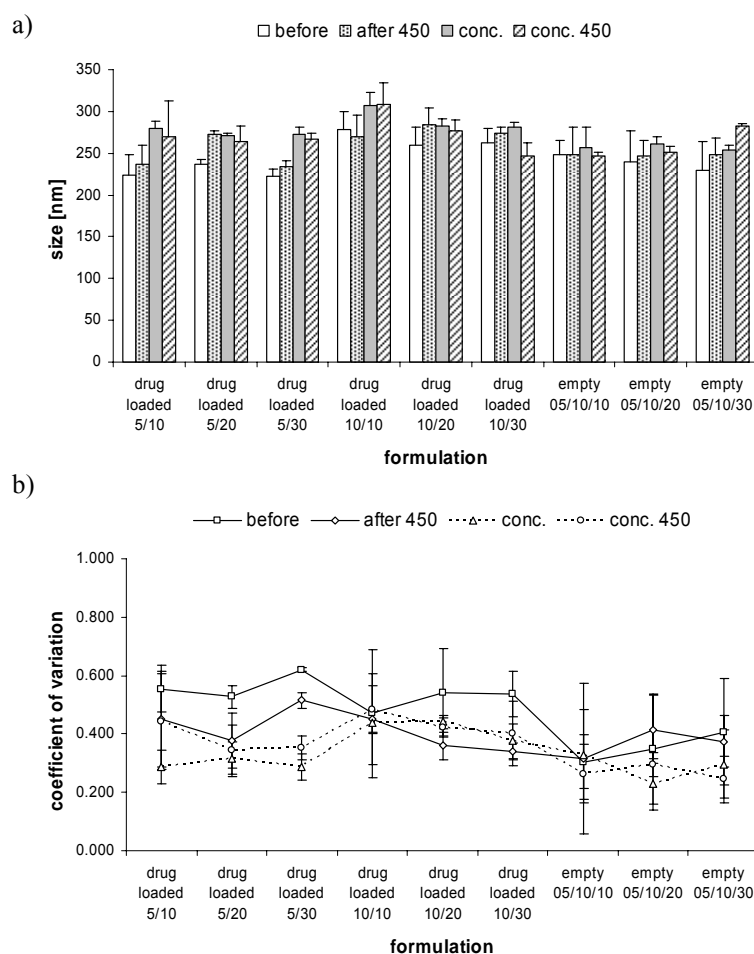 a)
before after 450 conc. conc. 450
350
300
250
200
150
100
50
0
size [nm]
drug loaded 5/10
drug loaded 5/20
drug loaded 5/30
drug loaded 10/10
drug loaded 10/20
drug loaded 10/30
empty 05/10/10
empty 05/10/20
empty 05/10/30
formulation
b)
before after 450 conc. conc. 450
1.000
0.800
0.600
0.400
0.200
0.000
coefficient of variation
drug loaded 5/10
drug loaded 5/20
drug loaded 5/30
drug loaded 10/10
drug loaded 10/20
drug loaded 10/30
empty 05/10/10
empty 05/10/20
empty 05/10/30
formulation